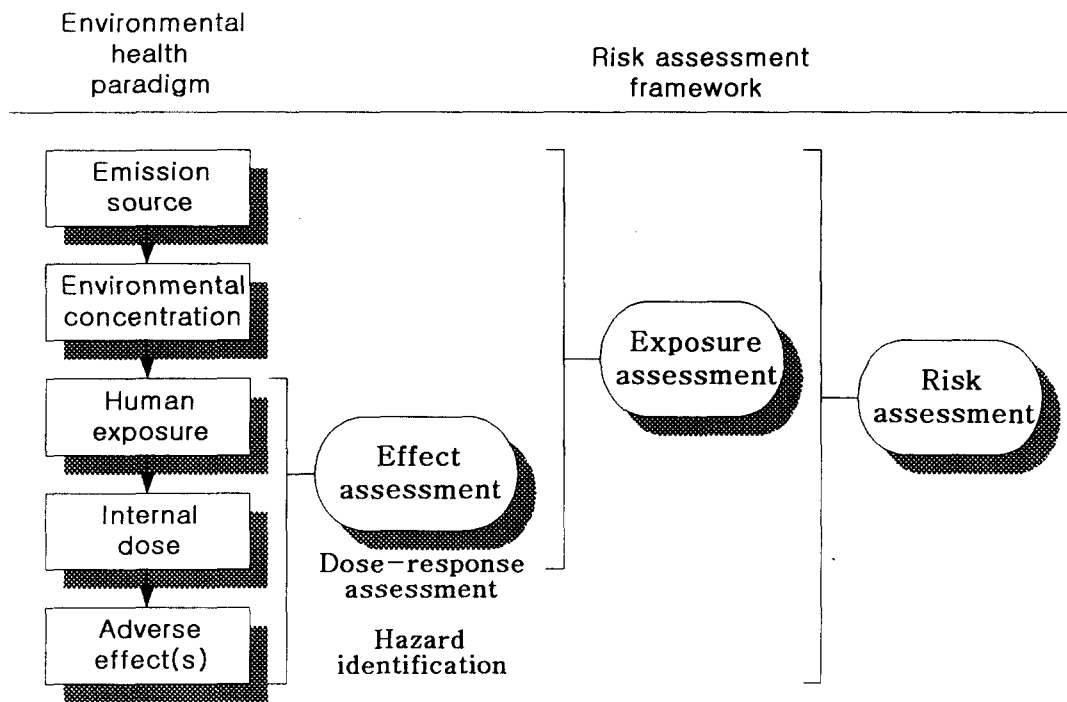 Environmental
health
paradigm
Risk assessment
framework
Emission
source
Environmental
concentration
Human
exposure
Internal
dose
Adverse
effect(s)
Effect
assessment
Dose-response
assessment
Hazard
identification
Exposure
assessment
Risk
assessment